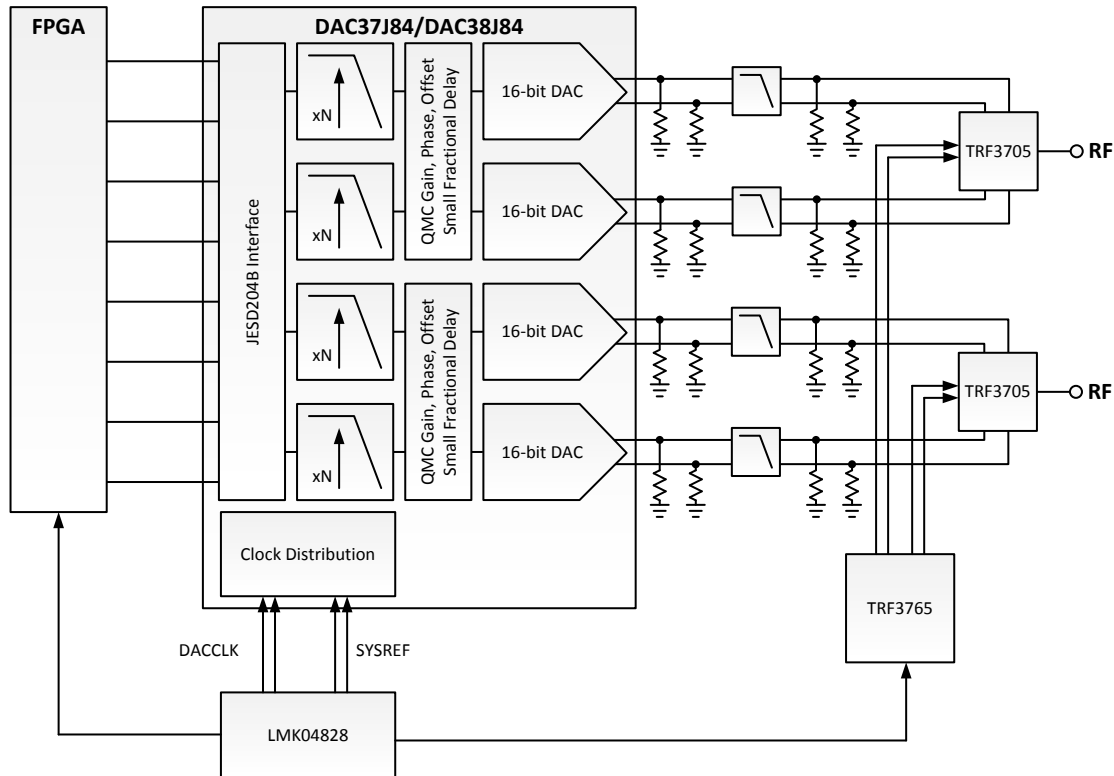 FPGA
DAC37J84/DAC38J84
JESD204B Interface
xN
QMC Gain, Phase, Offset
Small Fractional Delay
16-bit DAC
xN
16-bit DAC
TRF3705
RF
xN
QMC Gain, Phase, Offset
Small Fractional Delay
16-bit DAC
xN
16-bit DAC
TRF3705
RF
Clock Distribution
TRF3765
DACCLK
SYSREF
LMK04828